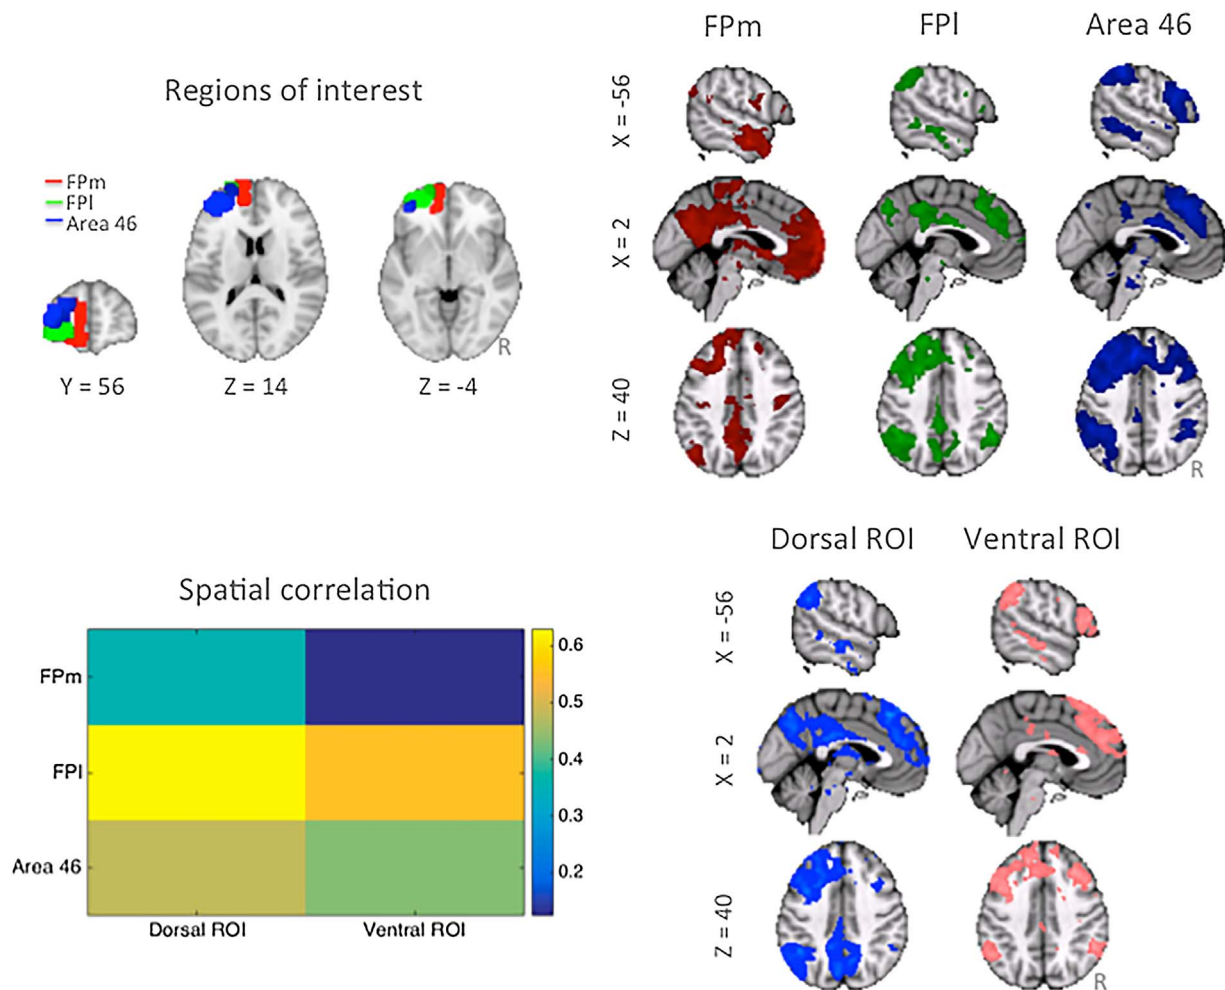 Regions of interest
FPm
FPl
Area 46
Y = 56
Z = 14
Z = -4
R
FPm
FPl
Area 46
X = -56
X = 2
Z = 40
R
Spatial correlation
FPm
FPl
Area 46
Dorsal ROI
Ventral ROI
0.6
0.5
0.4
0.3
0.2
Dorsal ROI
Ventral ROI
X = -56
X = 2
Z = 40
R